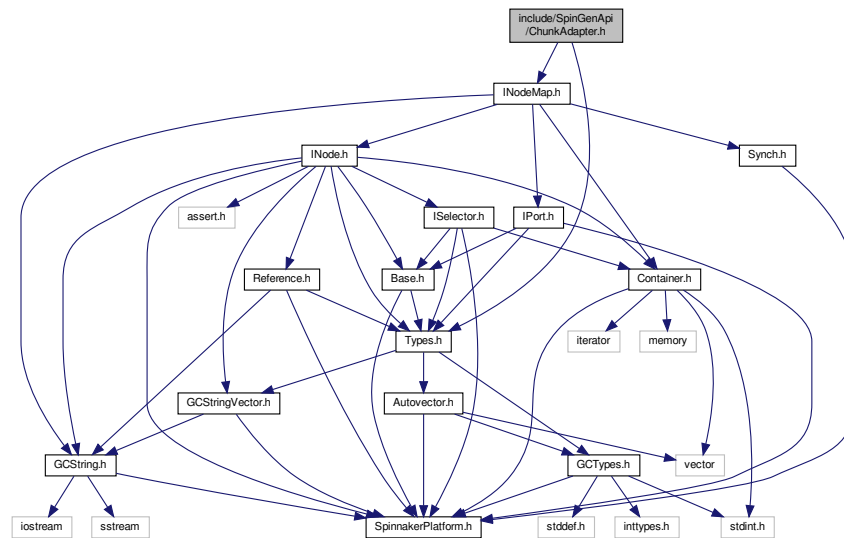 include/SpinGenApi
/ChunkAdapter.h
INodeMap.h
INode.h
Synch.h
assert.h
ISelector.h
IPort.h
Reference.h
Base.h
Container.h
Types.h
iterator
memory
GCStringVector.h
Autovector.h
GCString.h
GCTypes.h
vector
iostream
sstream
SpinnakerPlatform.h
stddef.h
inttypes.h
stdint.h